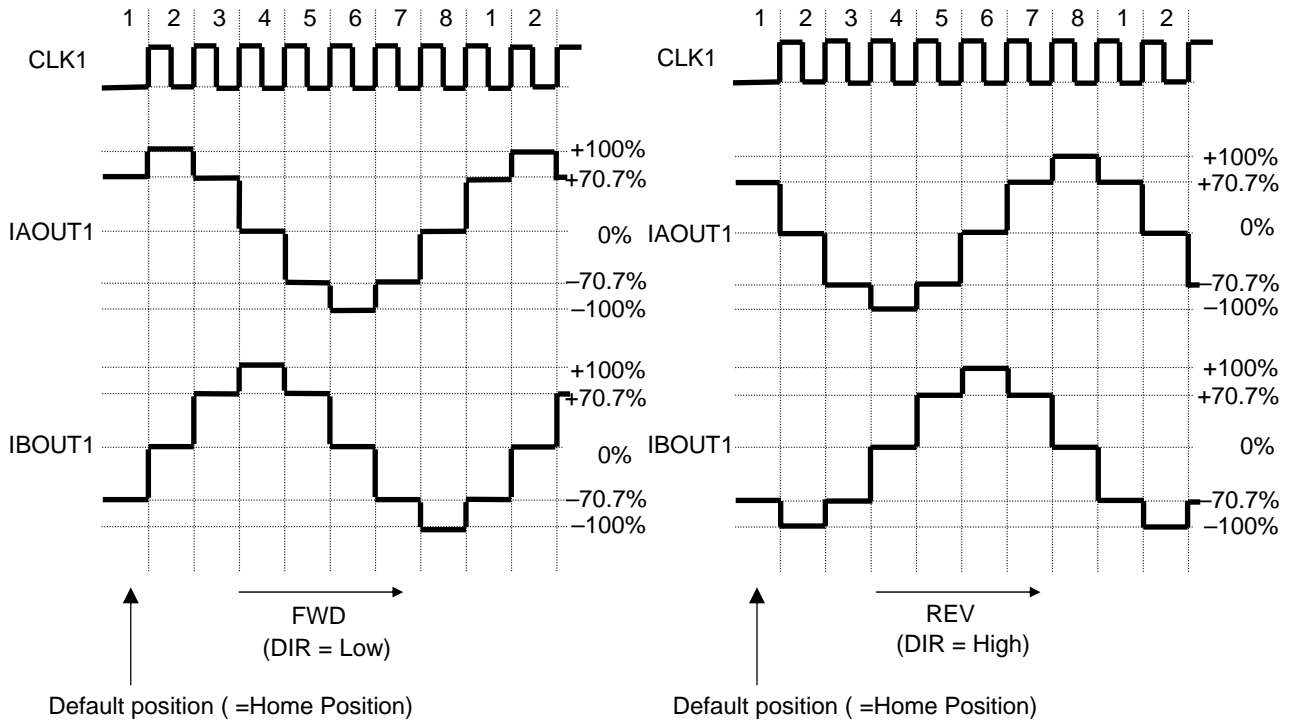 1 2 3 4 5 6 7 8 1 2
CLK1
+100%
+70.7%
IAOUT1
0%
–70.7%
–100%
+100%
+70.7%
IBOUT1
0%
–70.7%
–100%
FWD
(DIR = Low)
Default position ( =Home Position)
1 2 3 4 5 6 7 8 1 2
CLK1
+100%
+70.7%
IAOUT1
0%
–70.7%
–100%
+100%
+70.7%
IBOUT1
0%
–70.7%
–100%
REV
(DIR = High)
Default position ( =Home Position)